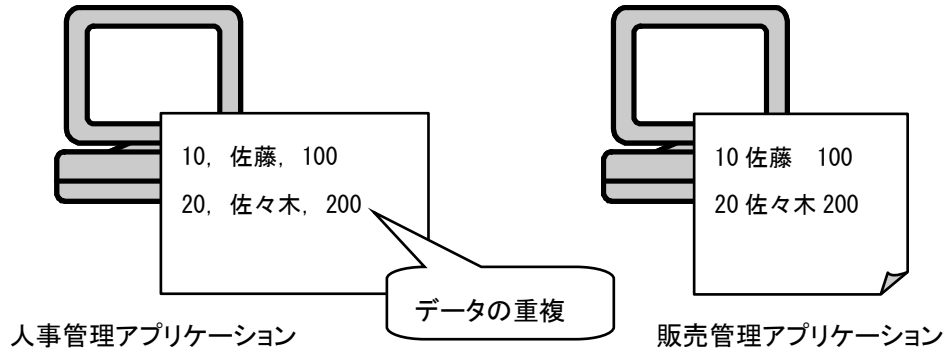 10, 佐藤, 100
20, 佐々木, 200
データの重複
人事管理アプリケーション
10 佐藤　100
20 佐々木 200
販売管理アプリケーション